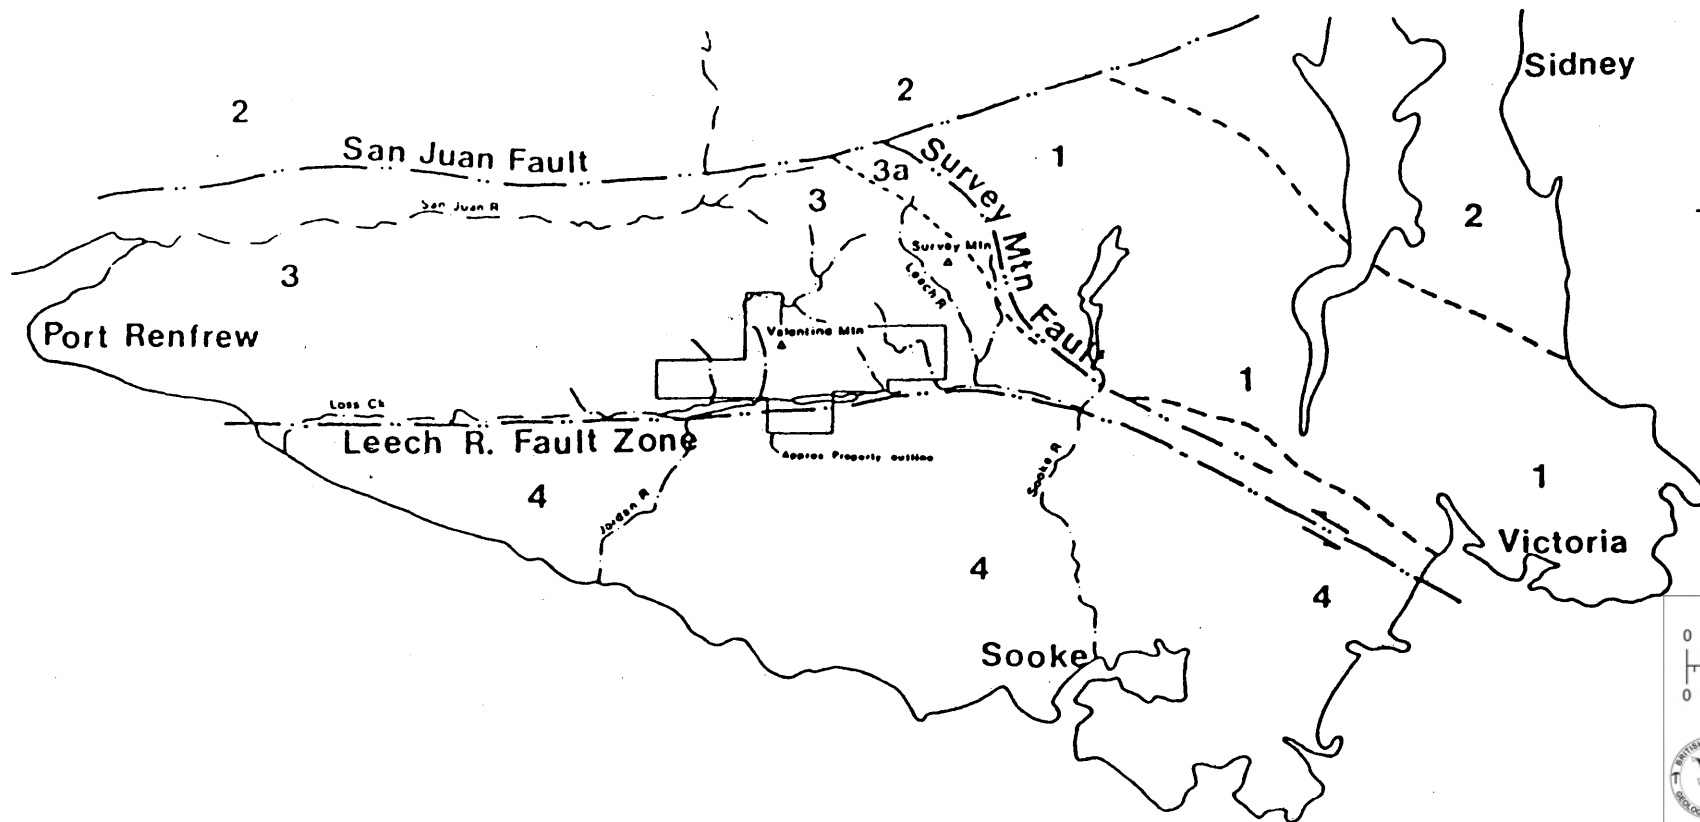 Sidney
2
2
San Juan Fault
Survey Mtn Fault
1
3a
3
San Juan R
2
Survey Mtn
Leech R
3
Port Renfrew
Valentine Mtn
1
Loss Ck
Leech R. Fault Zone
Approx Property outline
Sooke R
1
4
Jordan R
Victoria
4
4
Sooke
0
0